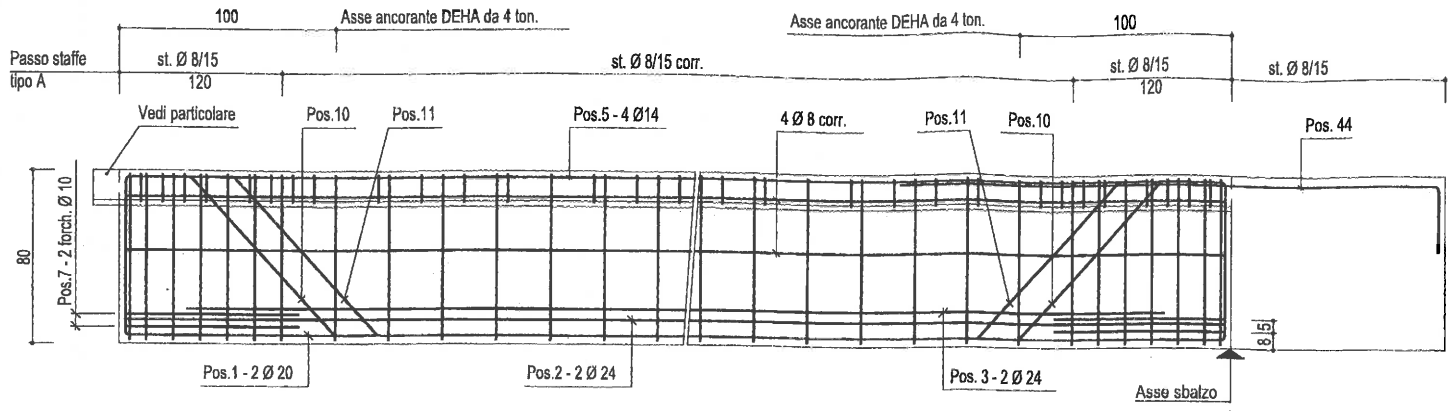 100
Asse ancorante DEHA da 4 ton.
Asse ancorante DEHA da 4 ton.
100
Passo staffe
tipo A
st. Ø 8/15
120
st. Ø 8/15 corr.
st. Ø 8/15
120
st. Ø 8/15
Vedi particolare
Pos.10
Pos.11
Pos.5 - 4 Ø14
4 Ø 8 corr.
Pos.11
Pos.10
Pos. 44
80
Pos.7 - 2 forch. Ø 10
8 5
Pos.1 - 2 Ø 20
Pos.2 - 2 Ø 24
Pos. 3 - 2 Ø 24
Asse sbalzo